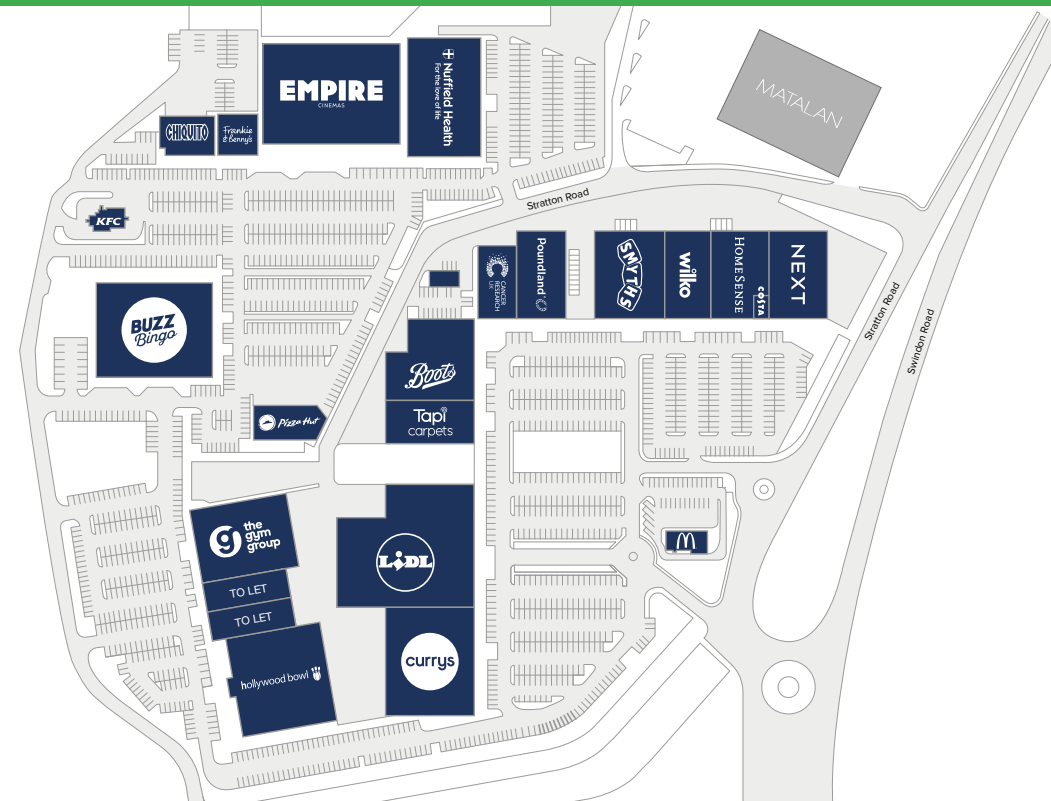 EMPIRE
CINEMAS
Nuffield Health
For the love of life
MATALAN
CHIQUITO
Frankie
& Benny's
KFC
Stratton Road
CANCER
RESEARCH
UK
Poundland
SMYTHS
wilko
HOMESENSE
COSTA
NEXT
BUZZ
Bingo
Stratton Road
Swindon Road
Boots
Pizza Hut
Tapi
carpets
the
gym
group
LiDL
TO LET
TO LET
currys
hollywood bowl